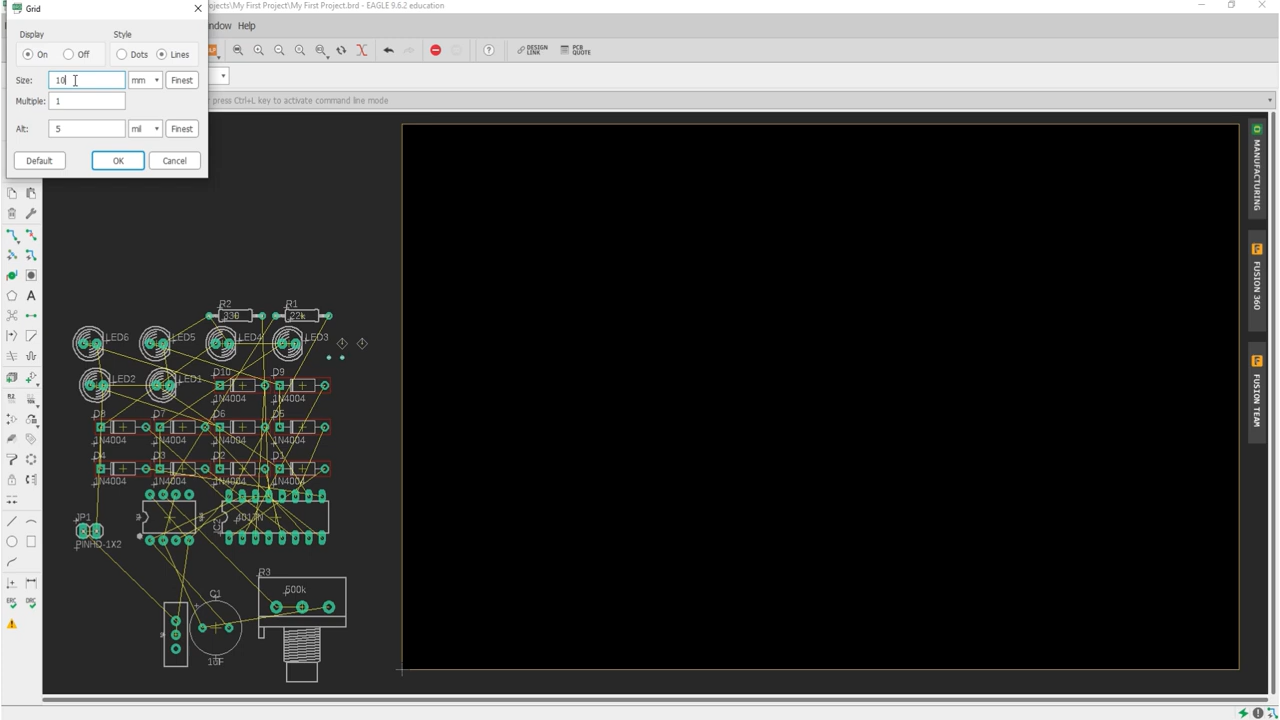 Grid
ojects\My First Project\My First Project.brd - EAGLE 9.6.2 education
Display
Style
On
Off
Dots
Lines
ndow Help
DESIGN LINK
PCB QUOTE
Size: 10 mm Finest
Multiple: 1
press Ctrl+L key to activate command line mode
Alt: 5 mil Finest
Default OK Cancel
MANUFACTURING
FUSION 360
FUSION TEAM
R2 R1
330 22k
LED6 LED5 LED4 LED3
D10 D9
LED2 LED1
1N4004 1N4004
D8 D7 D6 D5
1N4004 1N4004 1N4004 1N4004
D4 D3 D2 D1
1N4004 1N4004 1N4004 1N4004
JP1
4017N
PINHD-1X2
R3
500k
C1
ERC DRC